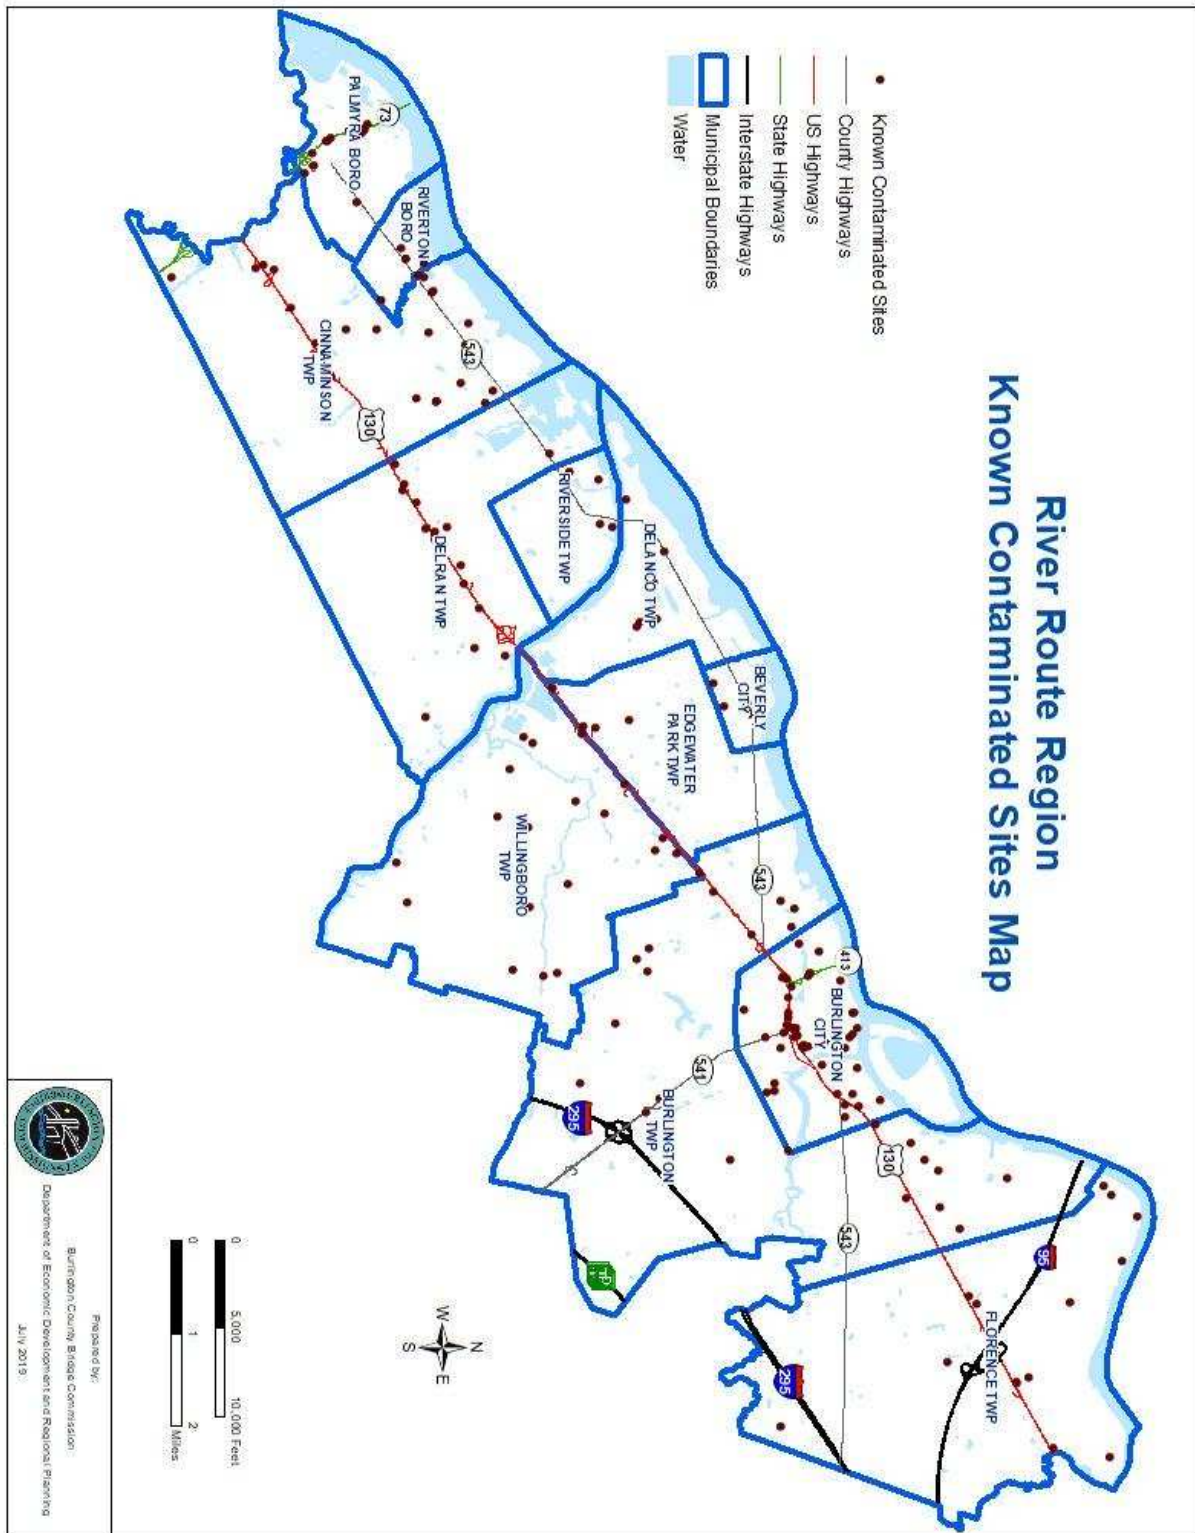 River Route Region
Known Contaminated Sites Map
Known Contaminated Sites
County Highways
US Highways
State Highways
Interstate Highways
Municipal Boundaries
Water
PALMYRA BORO
73
RIVERTON
BORO
CINNAMINSON
TWP
543
130
RIVERSIDE TWP
DELRAN TWP
DELANCO TWP
BEVERLY
CITY
EDGEWATER
PARK TWP
WILLINGBORO
TWP
543
413
BURLINGTON
CITY
541
BURLINGTON
TWP
295
130
543
95
FLORENCE TWP
295
N
W
E
S
0
5,000
10,000 Feet
0
1
2
Miles
Prepared by:
Burlington County Bridge Commission
Department of Economic Development and Regional Planning
July 2019